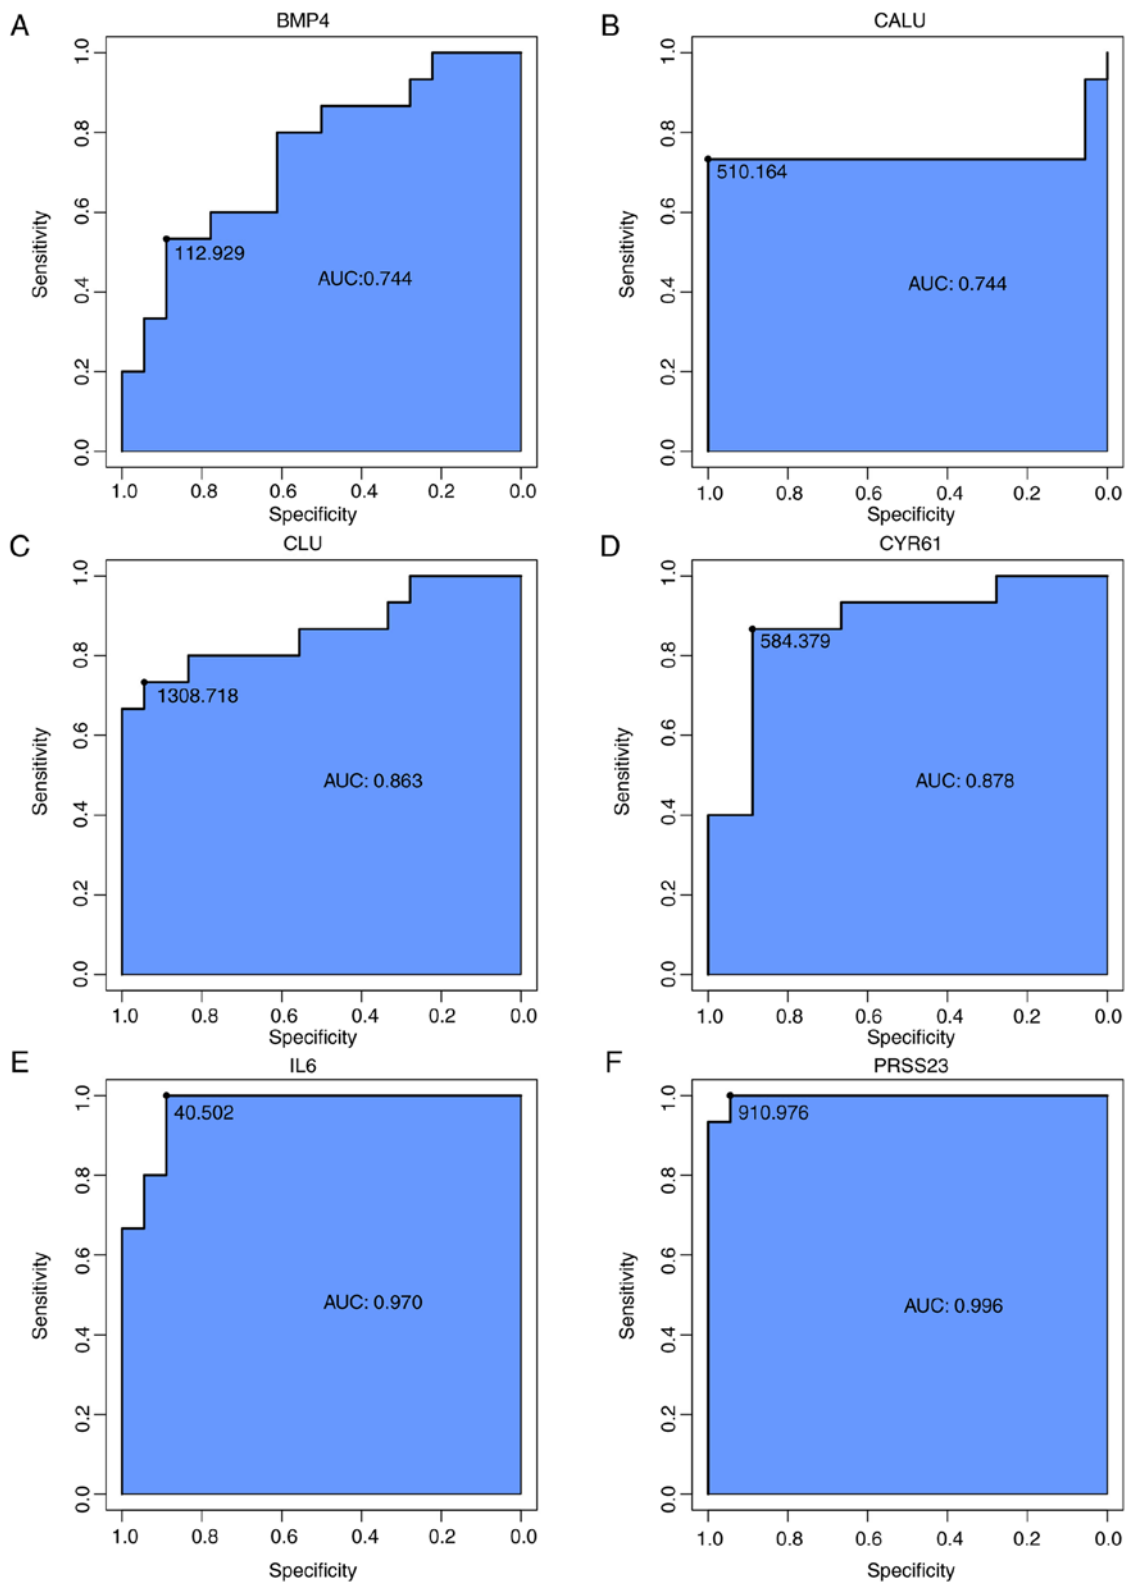 A
BMP4
Sensitivity
1.0
0.8
0.6
0.4
0.2
0.0
112.929
AUC:0.744
1.0 0.8 0.6 0.4 0.2 0.0
Specificity
B
CALU
Sensitivity
1.0
0.8
0.6
0.4
0.2
0.0
510.164
AUC: 0.744
1.0 0.8 0.6 0.4 0.2 0.0
Specificity
C
CLU
Sensitivity
1.0
0.8
0.6
0.4
0.2
0.0
1308.718
AUC: 0.863
1.0 0.8 0.6 0.4 0.2 0.0
Specificity
D
CYR61
Sensitivity
1.0
0.8
0.6
0.4
0.2
0.0
584.379
AUC: 0.878
1.0 0.8 0.6 0.4 0.2 0.0
Specificity
E
IL6
Sensitivity
1.0
0.8
0.6
0.4
0.2
0.0
40.502
AUC: 0.970
1.0 0.8 0.6 0.4 0.2 0.0
Specificity
F
PRSS23
Sensitivity
1.0
0.8
0.6
0.4
0.2
0.0
910.976
AUC: 0.996
1.0 0.8 0.6 0.4 0.2 0.0
Specificity